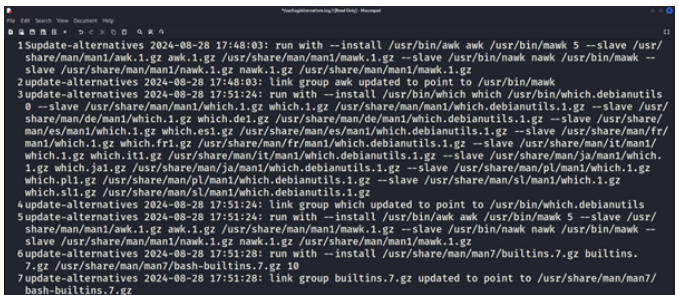 */var/log/alternatives.log.1 [Read Only] - Mousepad
File Edit Search View Document Help
1 Supdate-alternatives 2024-08-28 17:48:03: run with --install /usr/bin/awk awk /usr/bin/mawk 5 --slave /usr/
share/man/man1/awk.1.gz awk.1.gz /usr/share/man/man1/mawk.1.gz --slave /usr/bin/nawk nawk /usr/bin/mawk --
slave /usr/share/man/man1/nawk.1.gz nawk.1.gz /usr/share/man/man1/mawk.1.gz
2 update-alternatives 2024-08-28 17:48:03: link group awk updated to point to /usr/bin/mawk
3 update-alternatives 2024-08-28 17:51:24: run with --install /usr/bin/which which /usr/bin/which.debianutils
0 --slave /usr/share/man/man1/which.1.gz which.1.gz /usr/share/man/man1/which.debianutils.1.gz --slave /usr/
share/man/de/man1/which.1.gz which.de1.gz /usr/share/man/de/man1/which.debianutils.1.gz --slave /usr/share/
man/es/man1/which.1.gz which.es1.gz /usr/share/man/es/man1/which.debianutils.1.gz --slave /usr/share/man/fr/
man1/which.1.gz which.fr1.gz /usr/share/man/fr/man1/which.debianutils.1.gz --slave /usr/share/man/it/man1/
which.1.gz which.it1.gz /usr/share/man/it/man1/which.debianutils.1.gz --slave /usr/share/man/ja/man1/which.
1.gz which.ja1.gz /usr/share/man/ja/man1/which.debianutils.1.gz --slave /usr/share/man/pl/man1/which.1.gz
which.pl1.gz /usr/share/man/pl/man1/which.debianutils.1.gz --slave /usr/share/man/sl/man1/which.1.gz
which.sl1.gz /usr/share/man/sl/man1/which.debianutils.1.gz
4 update-alternatives 2024-08-28 17:51:24: link group which updated to point to /usr/bin/which.debianutils
5 update-alternatives 2024-08-28 17:51:24: run with --install /usr/bin/awk awk /usr/bin/mawk 5 --slave /usr/
share/man/man1/awk.1.gz awk.1.gz /usr/share/man/man1/mawk.1.gz --slave /usr/bin/nawk nawk /usr/bin/mawk --
slave /usr/share/man/man1/nawk.1.gz nawk.1.gz /usr/share/man/man1/mawk.1.gz
6 update-alternatives 2024-08-28 17:51:28: run with --install /usr/share/man/man7/builtins.7.gz builtins.
7.gz /usr/share/man/man7/bash-builtins.7.gz 10
7 update-alternatives 2024-08-28 17:51:28: link group builtins.7.gz updated to point to /usr/share/man/man7/
bash-builtins.7.gz